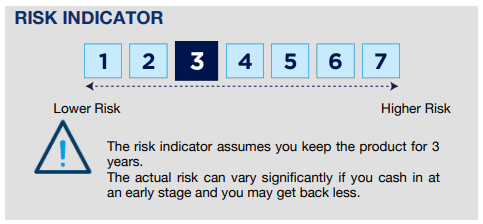 RISK INDICATOR
1 2 3 4 5 6 7
Lower Risk Higher Risk
The risk indicator assumes you keep the product for 3
years.
The actual risk can vary significantly if you cash in at
an early stage and you may get back less.